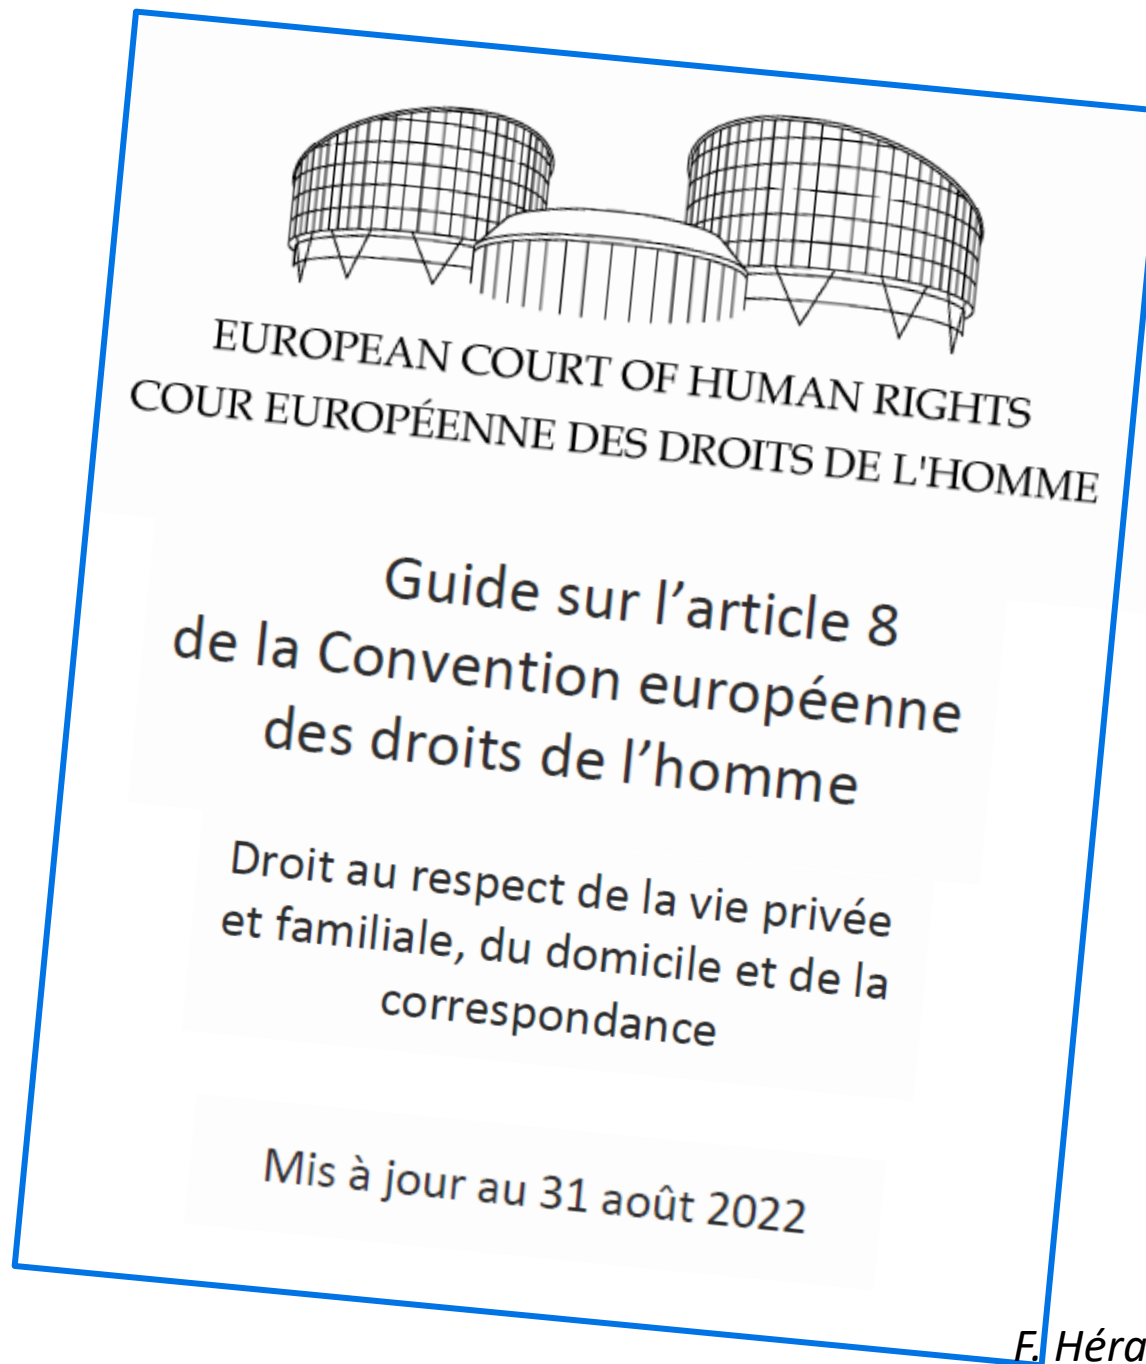 EUROPEAN COURT OF HUMAN RIGHTS
COUR EUROPÉENNE DES DROITS DE L'HOMME
Guide sur l’article 8
de la Convention européenne
des droits de l’homme
Droit au respect de la vie privée
et familiale, du domicile et de la
correspondance
Mis à jour au 31 août 2022
F.